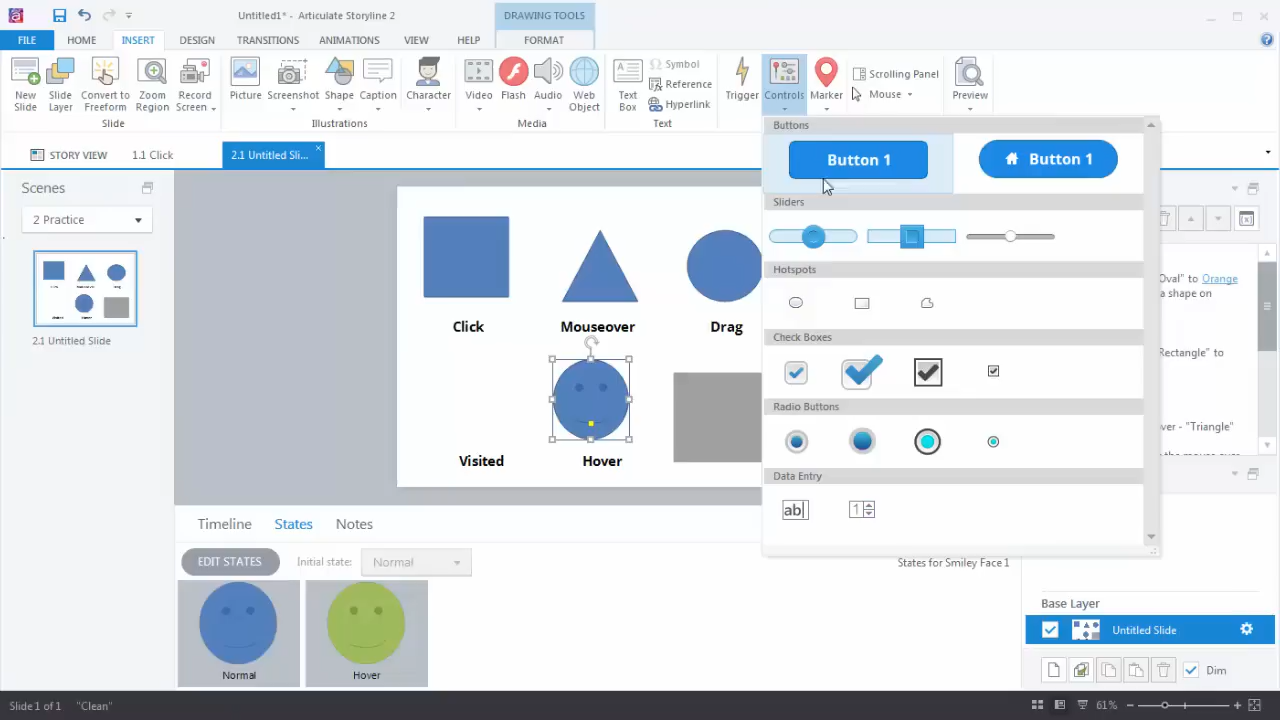 Untitled1* - Articulate Storyline 2
DRAWING TOOLS
FILE
HOME
INSERT
DESIGN
TRANSITIONS
ANIMATIONS
VIEW
HELP
FORMAT
New Slide
Slide Layer
Convert to Freeform
Zoom Region
Record Screen
Slide
Picture
Screenshot
Shape
Caption
Character
Illustrations
Video
Flash
Audio
Web Object
Media
Text Box
Symbol
Reference
Hyperlink
Text
Trigger
Controls
Marker
Scrolling Panel
Mouse
Preview
STORY VIEW
1.1 Click
2.1 Untitled Sli...
Scenes
2 Practice
2.1 Untitled Slide
Click
Mouseover
Drag
Visited
Hover
Buttons
Button 1
Button 1
Sliders
Hotspots
Check Boxes
Radio Buttons
Data Entry
ab|
1
Oval" to Orange
a shape on
Rectangle" to
ver - "Triangle"
the mouse over
Timeline
States
Notes
EDIT STATES
Initial state:
Normal
States for Smiley Face 1
Normal
Hover
Base Layer
Untitled Slide
Dim
Slide 1 of 1
"Clean"
61%